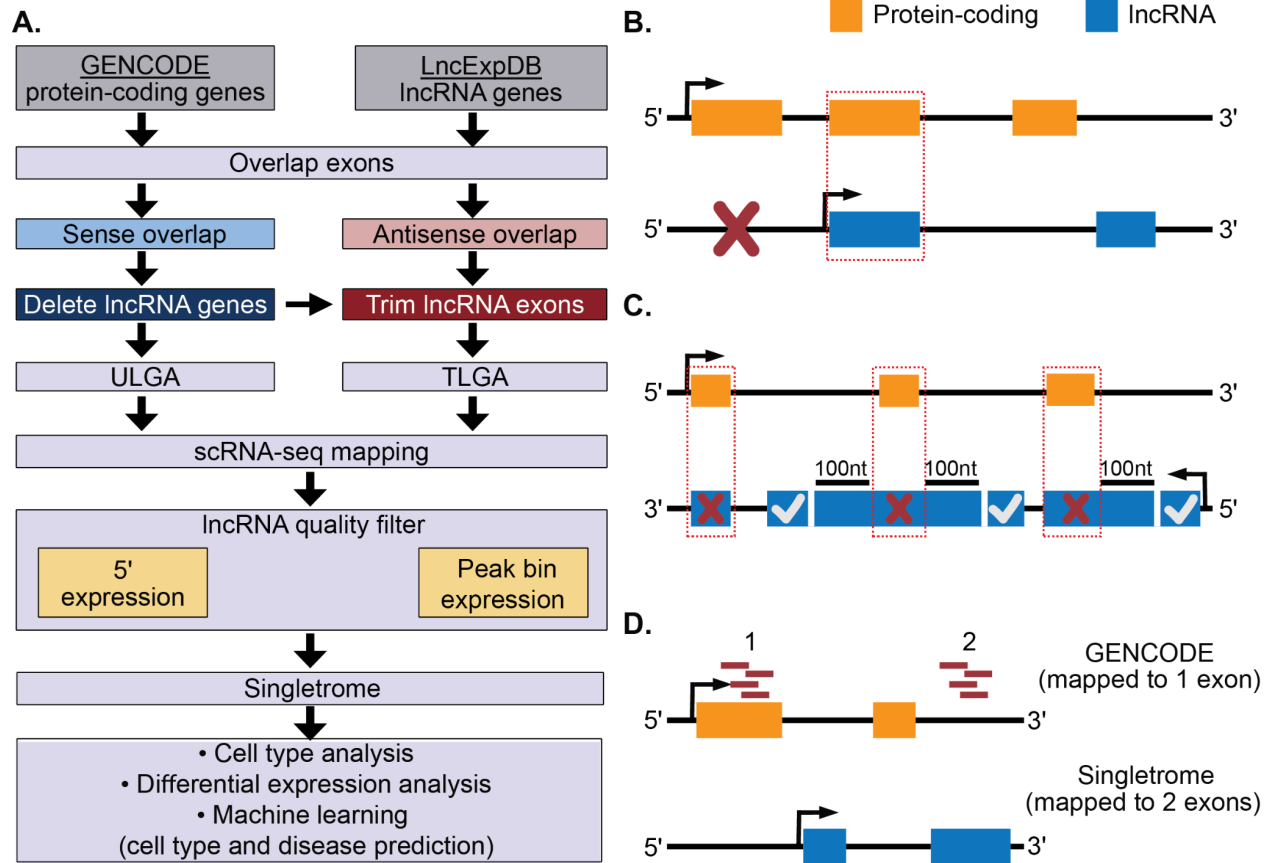 A.
GENCODE
protein-coding genes
LncExpDB
lncRNA genes
Overlap exons
Sense overlap
Antisense overlap
Delete lncRNA genes
Trim lncRNA exons
ULGA
TLGA
scRNA-seq mapping
lncRNA quality filter
5'
expression
Peak bin
expression
Singletrome
• Cell type analysis
• Differential expression analysis
• Machine learning
(cell type and disease prediction)
Protein-coding
lncRNA
B.
5'
3'
5'
3'
C.
5'
3'
100nt
100nt
100nt
3'
5'
D.
1
2
GENCODE
(mapped to 1 exon)
5'
3'
Singletrome
(mapped to 2 exons)
5'
3'